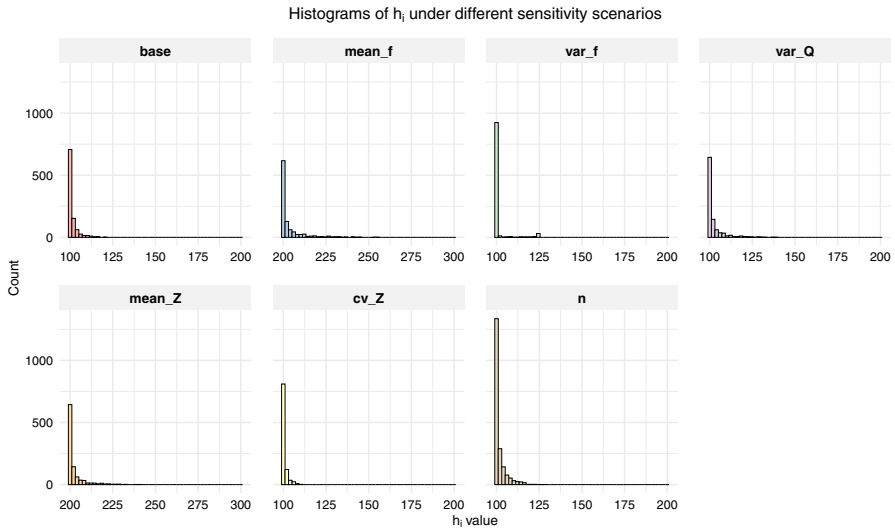 Histograms of hᵢ under different sensitivity scenarios
base mean_f var_f var_Q
1000
500
0
100 125 150 175 200 200 225 250 275 300 100 125 150 175 200 100 125 150 175 200
Count
mean_Z cv_Z n
1000
500
0
200 225 250 275 300 100 125 150 175 200 100 125 150 175 200
hᵢ value